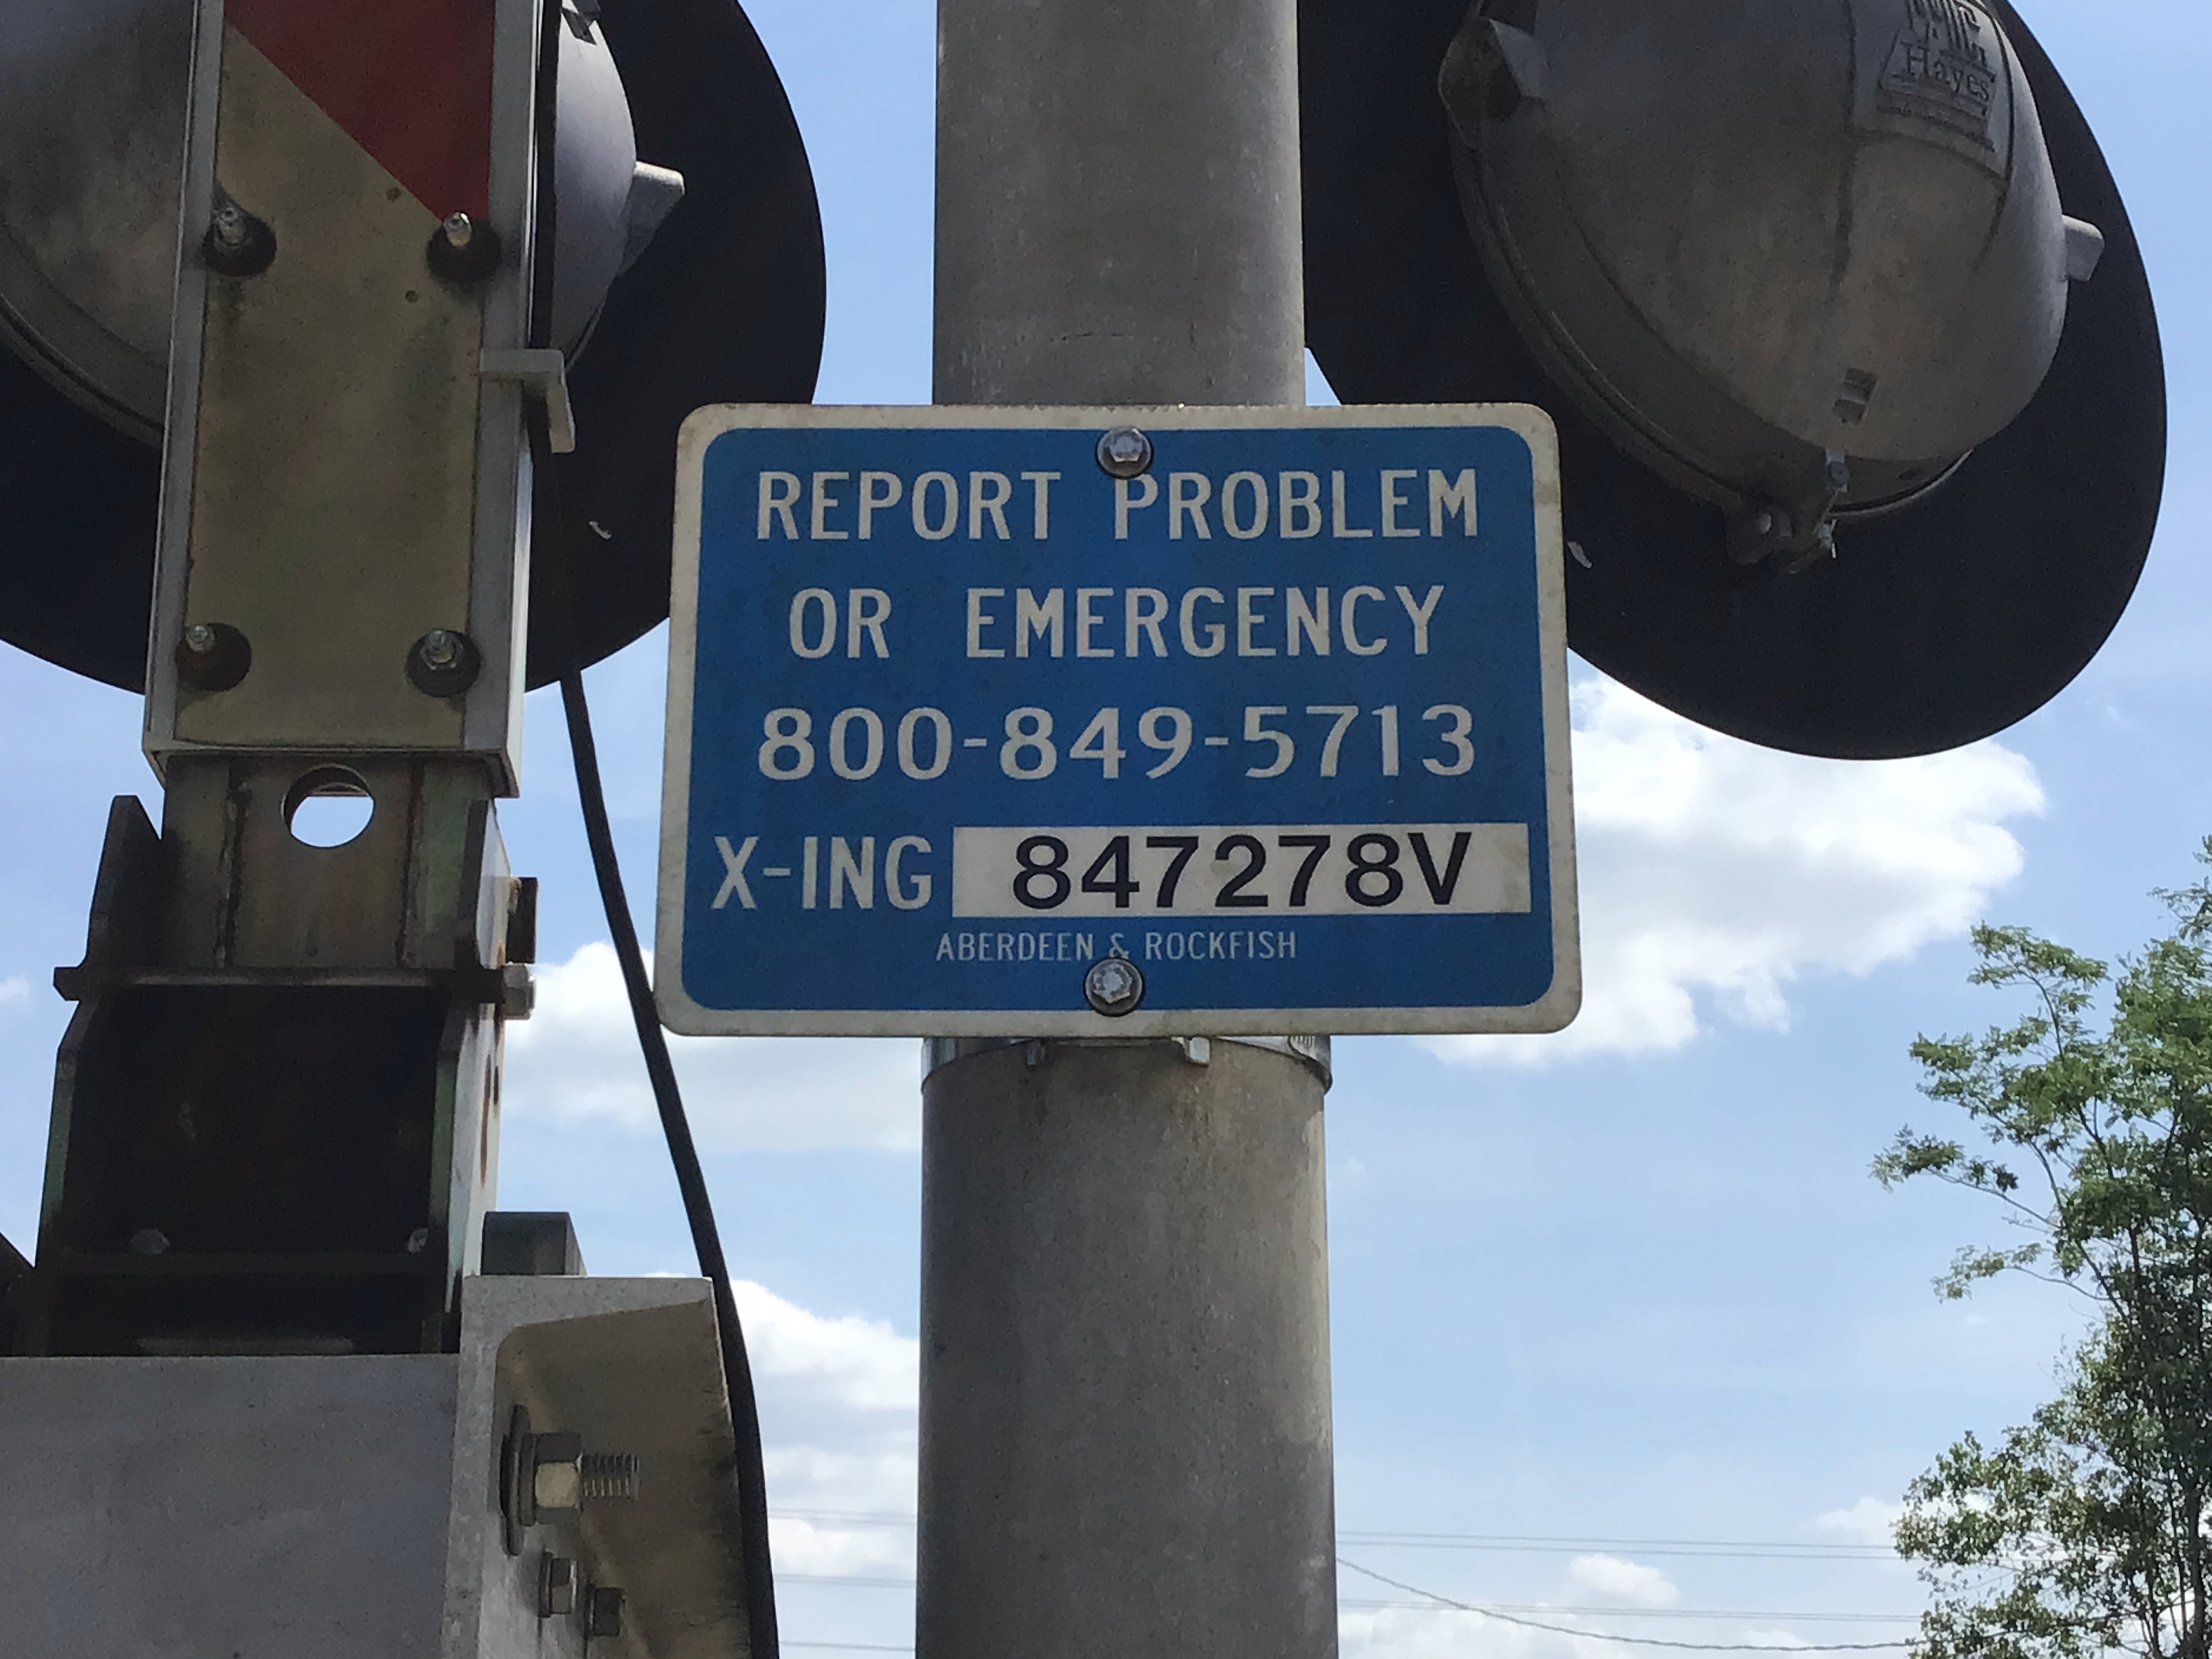 Hayes
REPORT PROBLEM
OR EMERGENCY
800-849-5713
X-ING 847278V
ABERDEEN & ROCKFISH